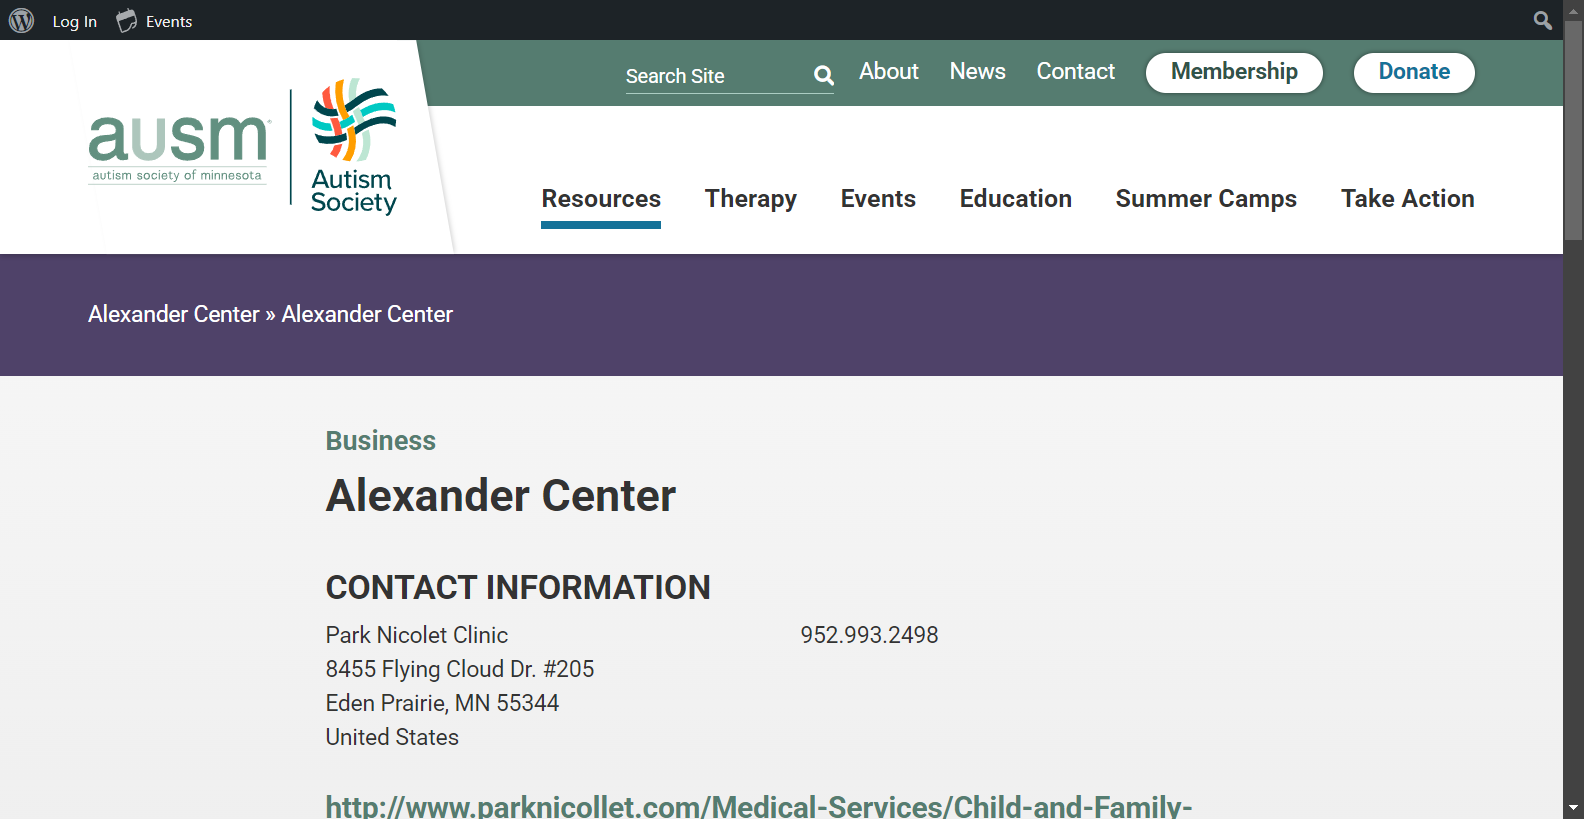 Log In
Events
Search Site
About
News
Contact
Membership
Donate
ausm
autism society of minnesota
Autism
Society
Resources
Therapy
Events
Education
Summer Camps
Take Action
Alexander Center » Alexander Center
Business
Alexander Center
CONTACT INFORMATION
Park Nicolet Clinic
952.993.2498
8455 Flying Cloud Dr. #205
Eden Prairie, MN 55344
United States
http://www.parknicollet.com/Medical-Services/Child-and-Family-